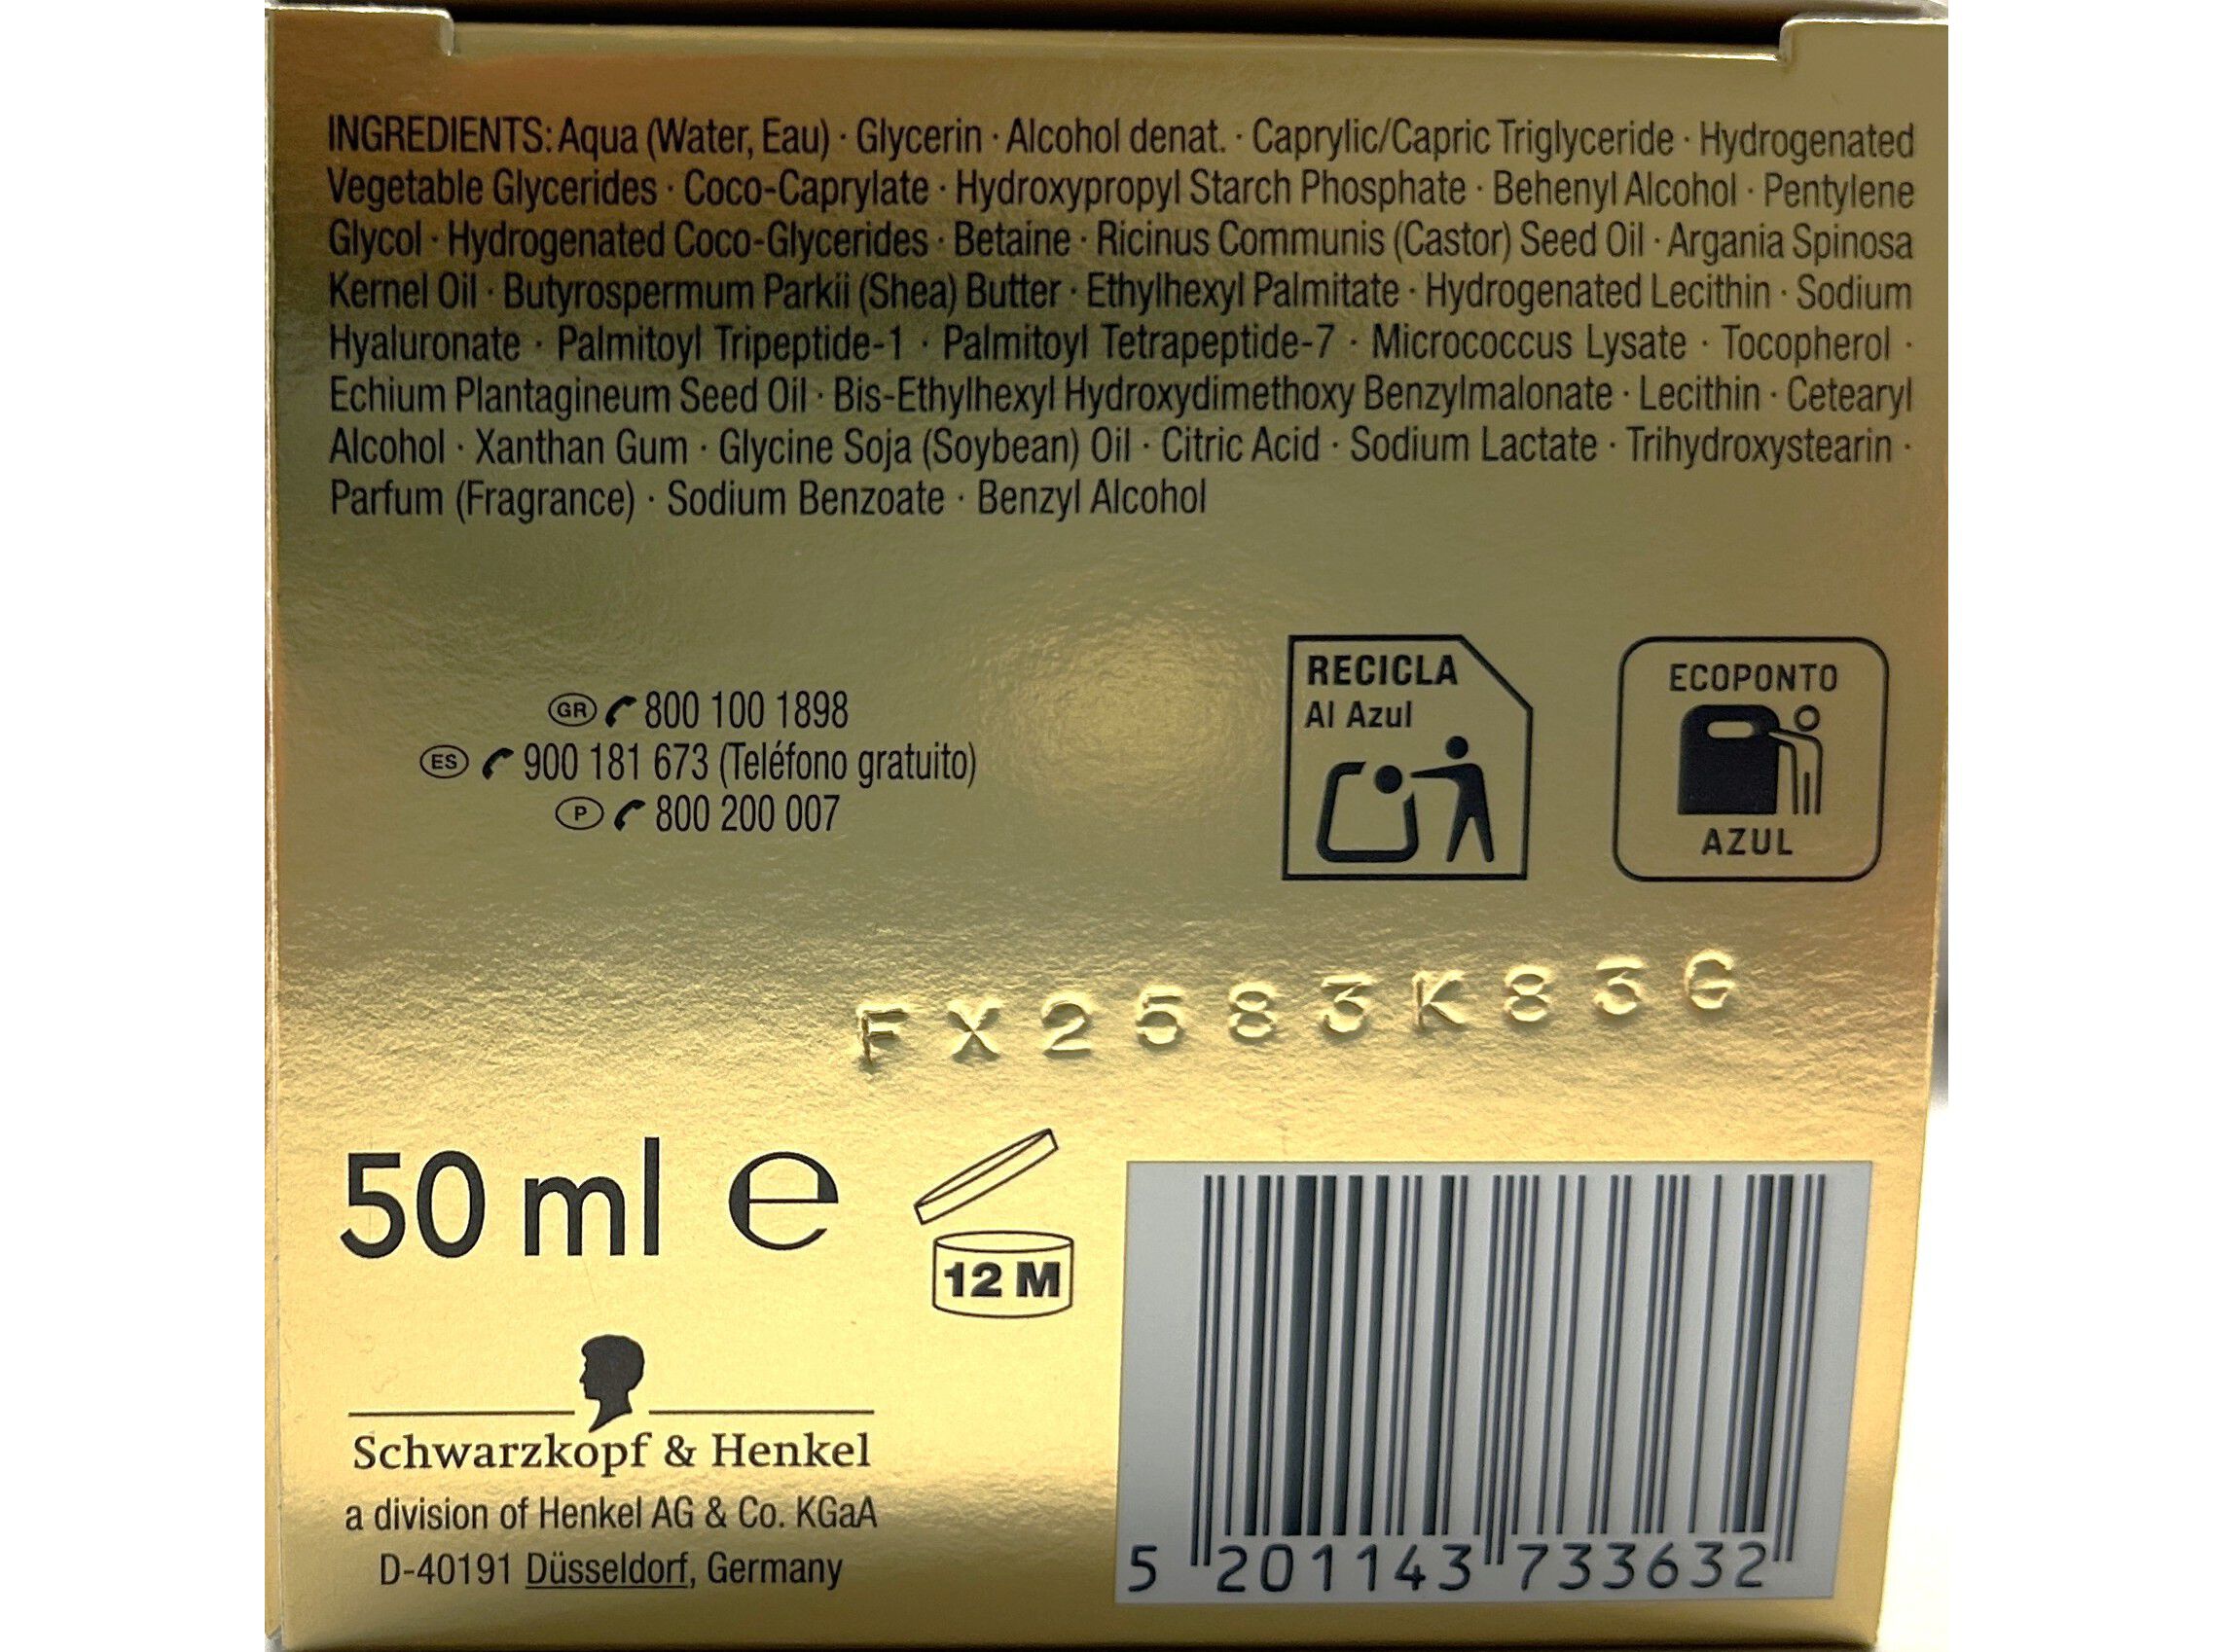 INGREDIENTS: Aqua (Water, Eau) · Glycerin · Alcohol denat. · Caprylic/Capric Triglyceride · Hydrogenated
Vegetable Glycerides · Coco-Caprylate · Hydroxypropyl Starch Phosphate · Behenyl Alcohol · Pentylene
Glycol · Hydrogenated Coco-Glycerides · Betaine · Ricinus Communis (Castor) Seed Oil · Argania Spinosa
Kernel Oil · Butyrospermum Parkii (Shea) Butter · Ethylhexyl Palmitate · Hydrogenated Lecithin · Sodium
Hyaluronate · Palmitoyl Tripeptide-1 · Palmitoyl Tetrapeptide-7 · Micrococcus Lysate · Tocopherol ·
Echium Plantagineum Seed Oil · Bis-Ethylhexyl Hydroxydimethoxy Benzylmalonate · Lecithin · Cetearyl
Alcohol · Xanthan Gum · Glycine Soja (Soybean) Oil · Citric Acid · Sodium Lactate · Trihydroxystearin ·
Parfum (Fragrance) · Sodium Benzoate · Benzyl Alcohol
GR 800 100 1898
ES 900 181 673 (Teléfono gratuito)
P 800 200 007
RECICLA
Al Azul
ECOPONTO
AZUL
FX2583K83G
50 ml e
12 M
Schwarzkopf & Henkel
a division of Henkel AG & Co. KGaA
D-40191 Düsseldorf, Germany
5 201143 733632